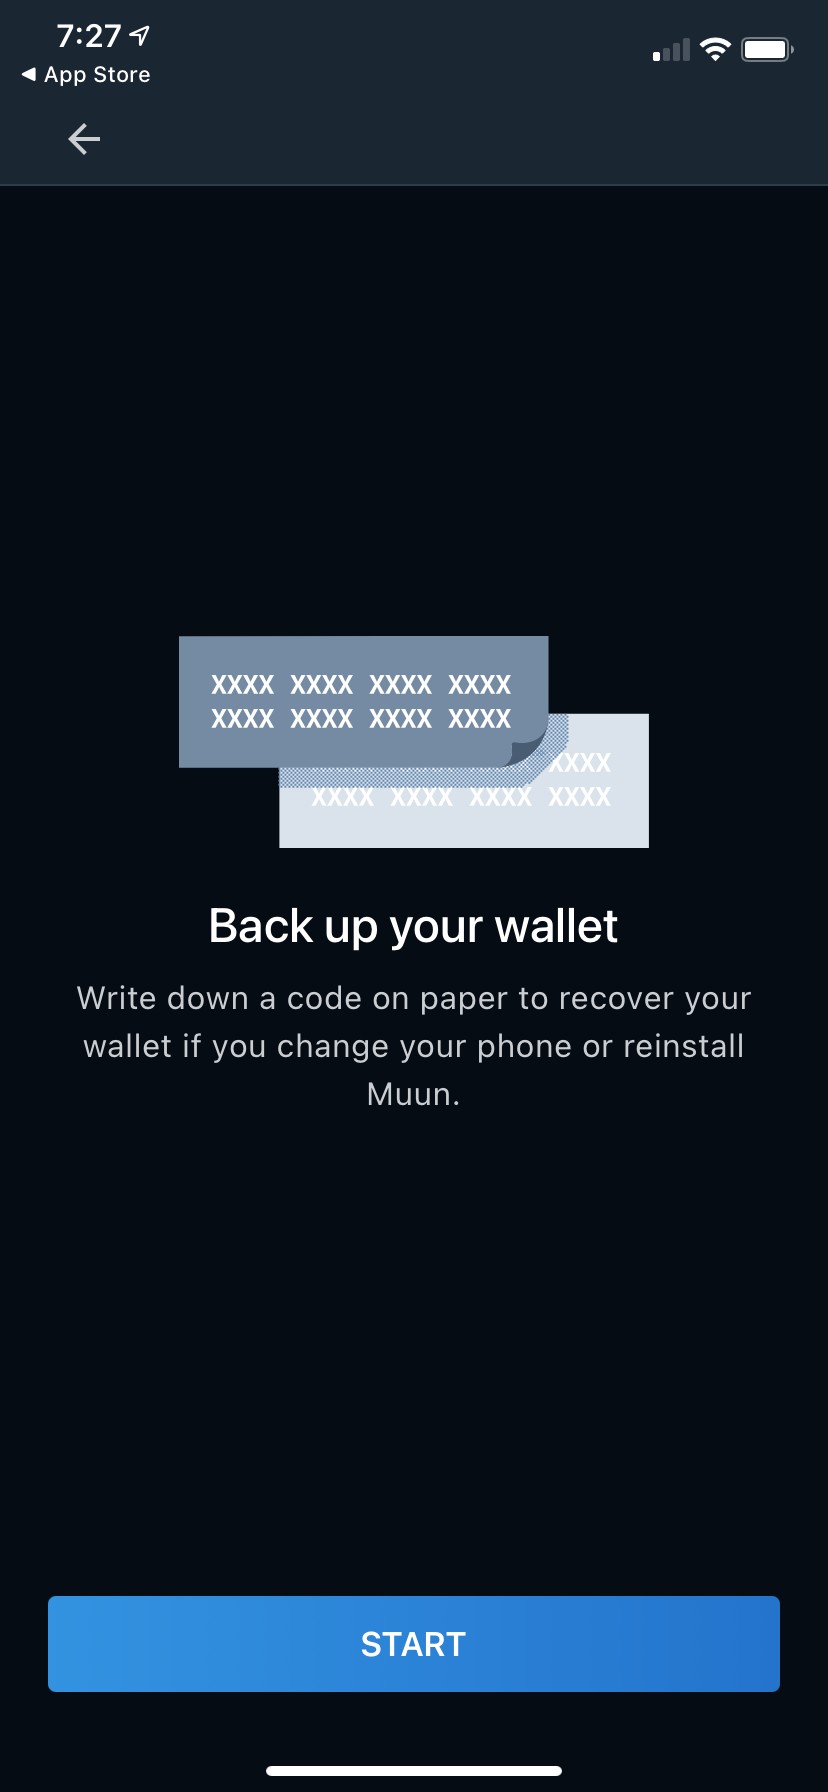 7:27
App Store
XXXX XXXX XXXX XXXX
XXXX XXXX XXXX XXXX
XXXX
XXXX XXXX XXXX XXXX
Back up your wallet
Write down a code on paper to recover your
wallet if you change your phone or reinstall
Muun.
START